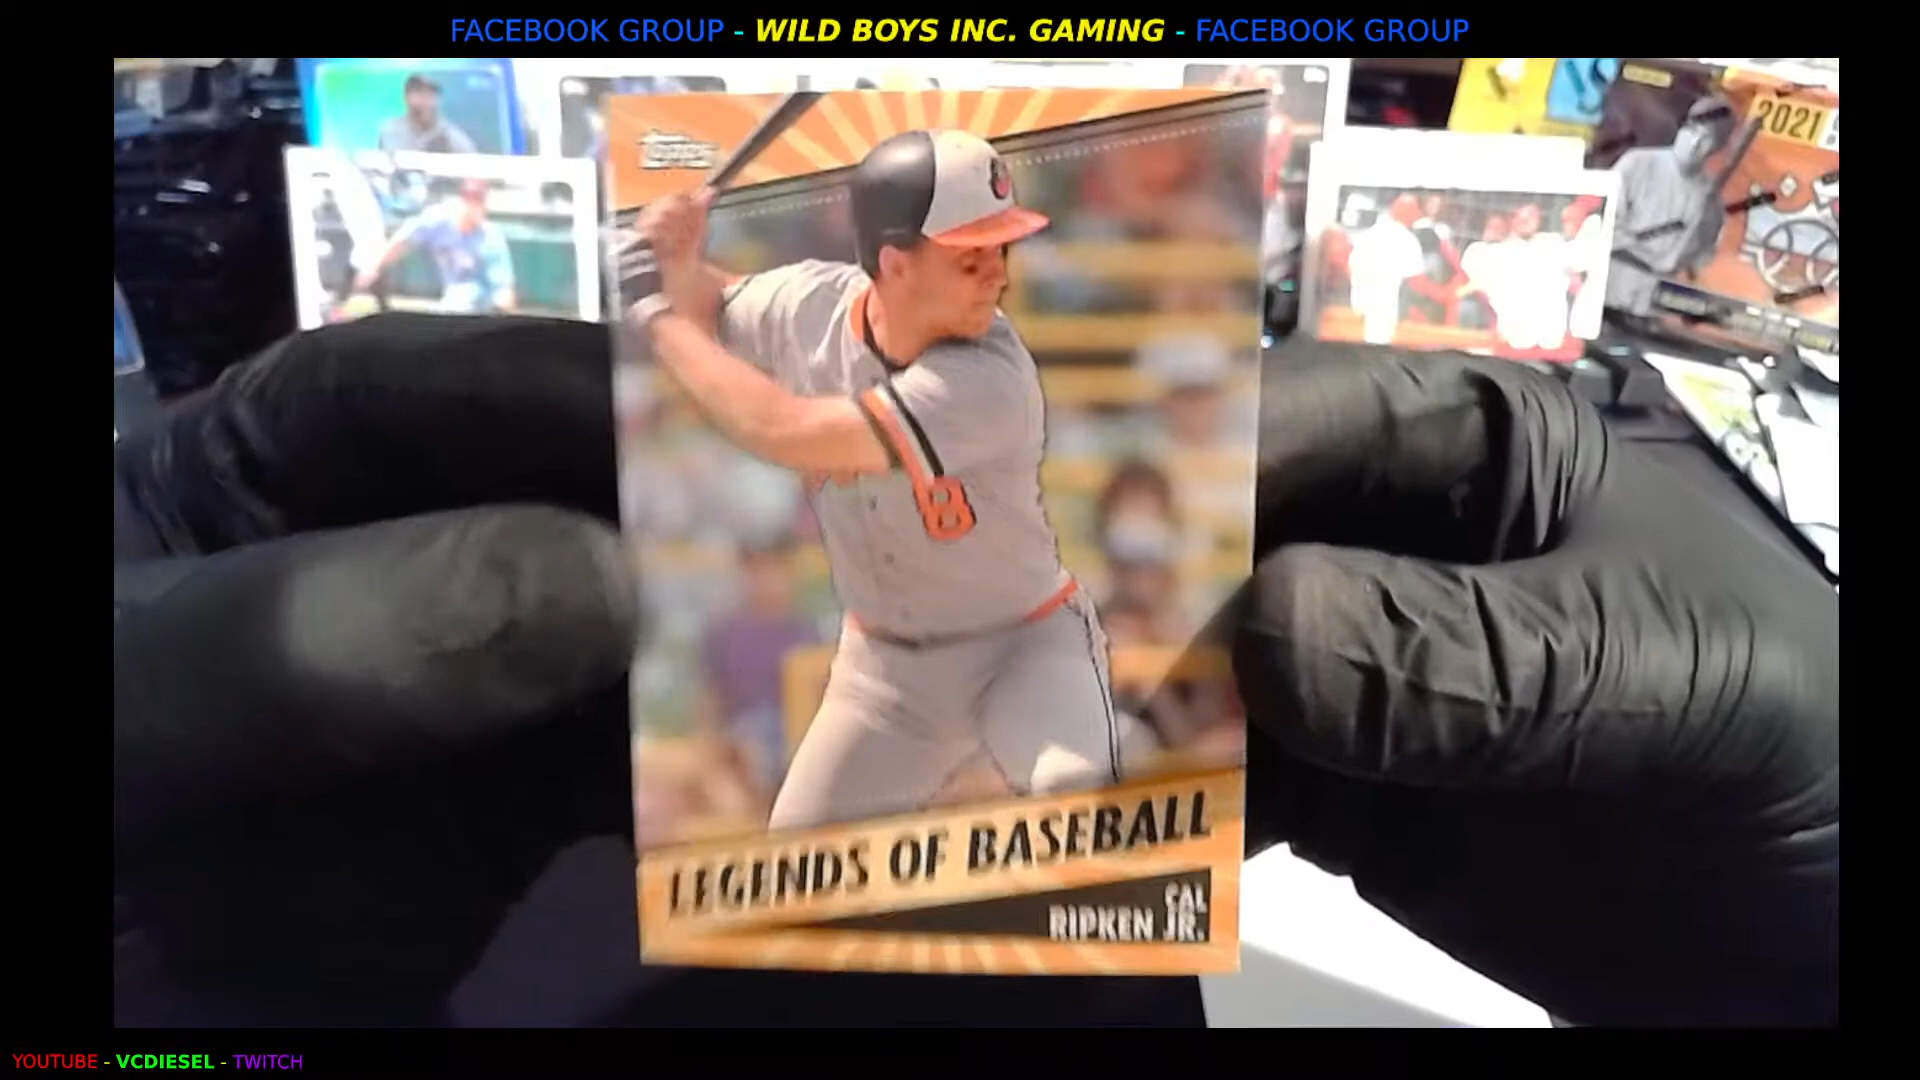 FACEBOOK GROUP - WILD BOYS INC. GAMING - FACEBOOK GROUP
Topps
2021
8
LEGENDS OF BASEBALL
CAL
RIPKEN JR.
YOUTUBE - VCDIESEL - TWITCH